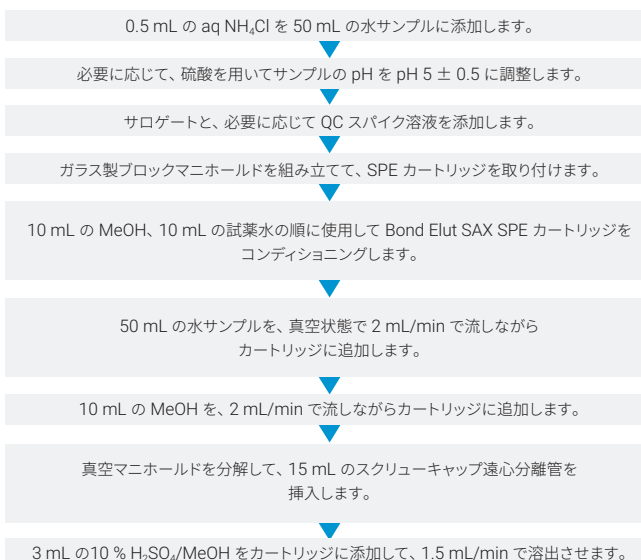 0.5 mL の aq NH₄Cl を 50 mL の水サンプルに添加します。
必要に応じて、硫酸を用いてサンプルの pH を pH 5 ± 0.5 に調整します。
サロゲートと、必要に応じて QC スパイク溶液を添加します。
ガラス製ブロックマニホールドを組み立てて、SPE カートリッジを取り付けます。
10 mL の MeOH、10 mL の試薬水の順に使用して Bond Elut SAX SPE カートリッジを
コンディショニングします。
50 mL の水サンプルを、真空状態で 2 mL/min で流しながら
カートリッジに追加します。
10 mL の MeOH を、2 mL/min で流しながらカートリッジに追加します。
真空マニホールドを分解して、15 mL のスクリューキャップ遠心分離管を
挿入します。
3 mL の10 % H₂SO₄/MeOH をカートリッジに添加して、1.5 mL/min で溶出させます。